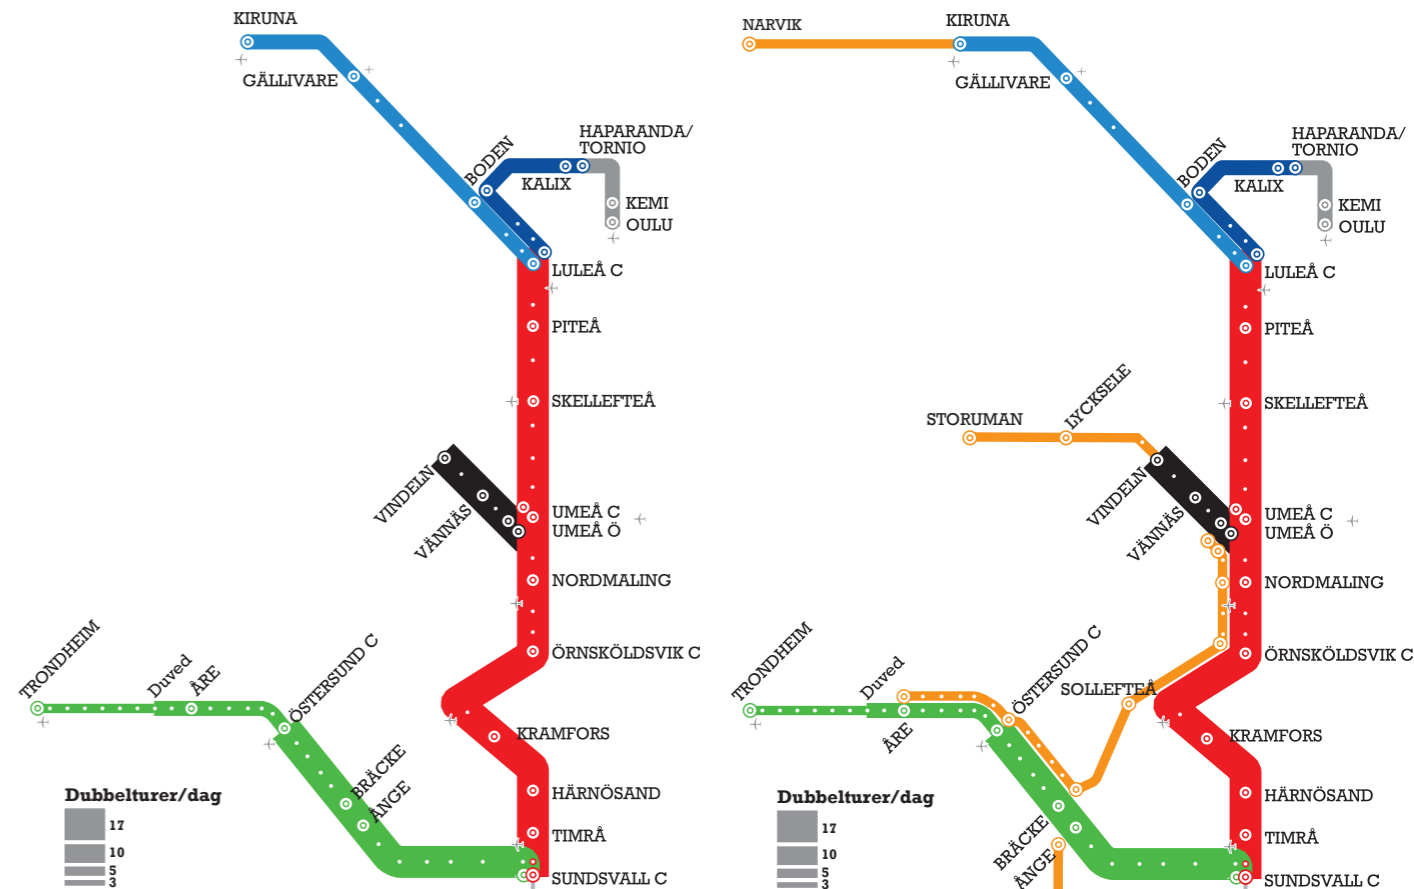 KIRUNA
GÄLLIVARE
BODEN
HAPARANDA/
TORNIO
KALIX
KEMI
OULU
LULEÅ C
PITEÅ
SKELLEFTEÅ
VINDELN
VÄNNÄS
UMEÅ C
UMEÅ Ö
NORDMALING
ÖRNSKÖLDSVIK C
TRONDHEIM
Duved
ÅRE
ÖSTERSUND C
KRAMFORS
BRÄCKE
ÅNGE
HÄRNÖSAND
TIMRÅ
SUNDSVALL C
Dubbelturer/dag
17
10
5
3
NARVIK
KIRUNA
GÄLLIVARE
BODEN
HAPARANDA/
TORNIO
KALIX
KEMI
OULU
LULEÅ C
PITEÅ
SKELLEFTEÅ
STORUMAN
LYCKSELE
VINDELN
VÄNNÄS
UMEÅ C
UMEÅ Ö
NORDMALING
ÖRNSKÖLDSVIK C
TRONDHEIM
Duved
ÅRE
ÖSTERSUND C
SOLLEFTEÅ
KRAMFORS
BRÄCKE
ÅNGE
HÄRNÖSAND
TIMRÅ
SUNDSVALL C
Dubbelturer/dag
17
10
5
3